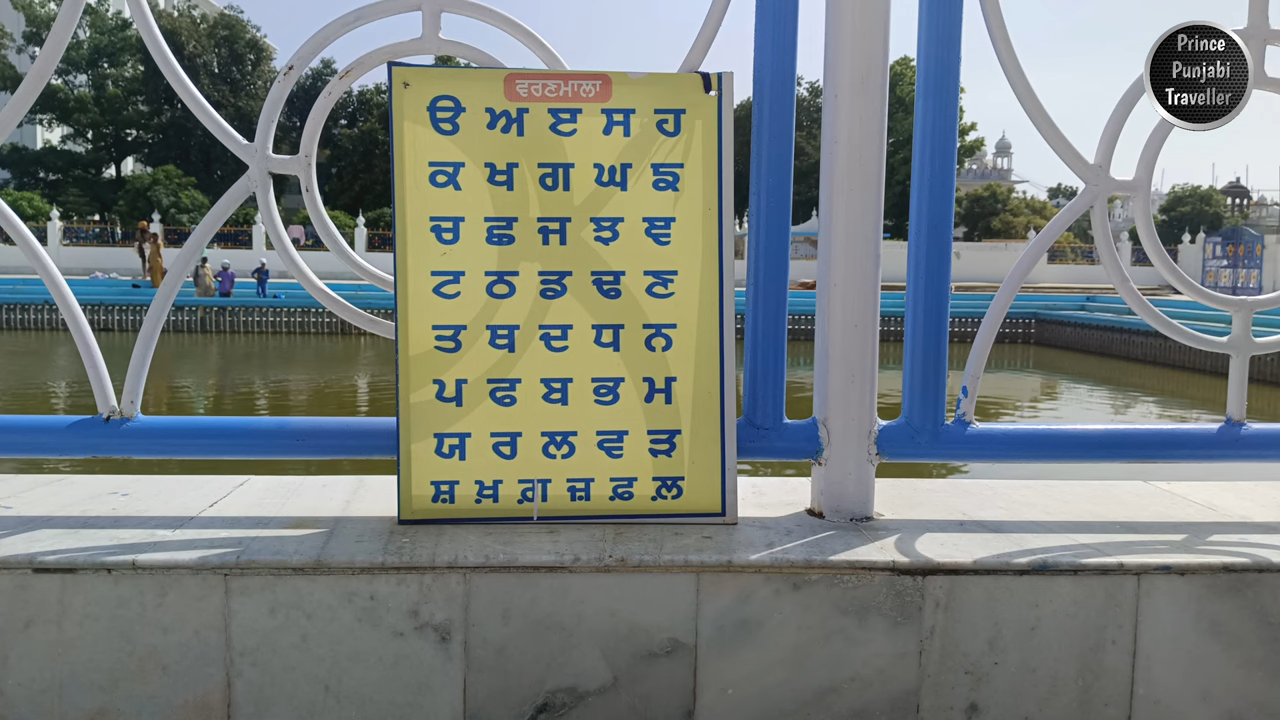 ਵਰਣਮਾਲਾ
ੳ ਅ ੲ ਸ ਹ
ਕ ਖ ਗ ਘ ਙ
ਚ ਛ ਜ ਝ ਞ
ਟ ਠ ਡ ਢ ਣ
ਤ ਥ ਦ ਧ ਨ
ਪ ਫ ਬ ਭ ਮ
ਯ ਰ ਲ ਵ ੜ
ਸ਼ ਖ਼ ਗ਼ ਜ਼ ਫ਼ ਲ਼
Prince
Punjabi
Traveller